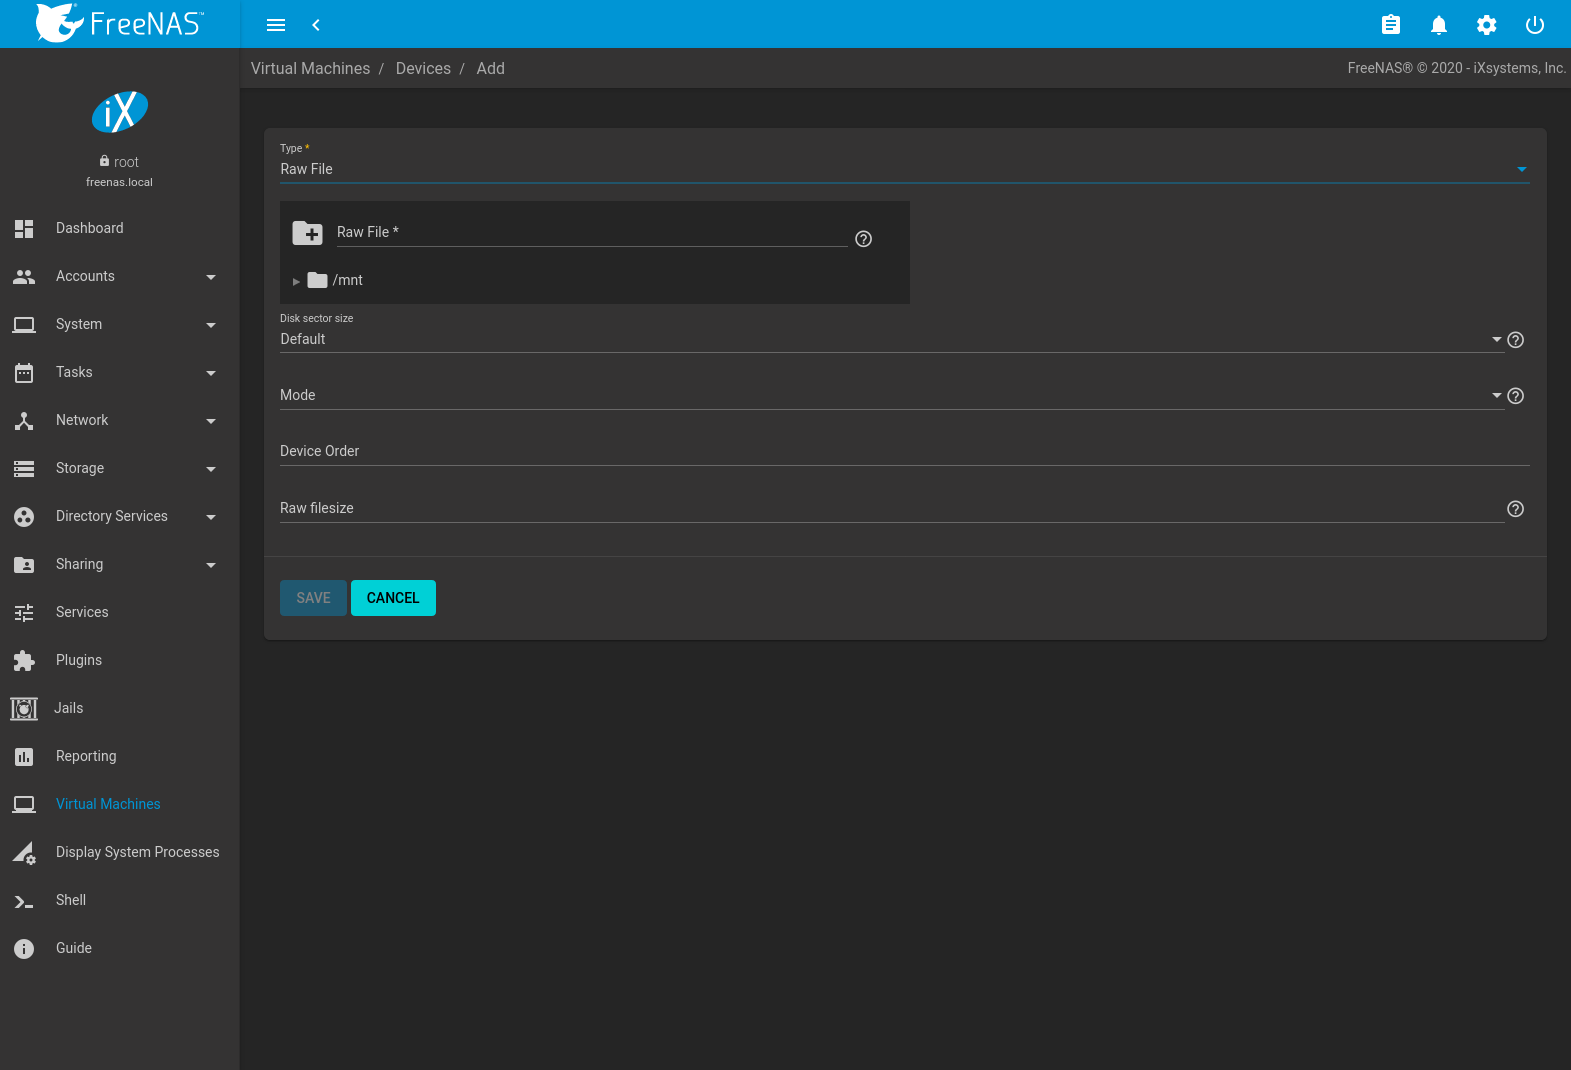 FreeNAS™
Virtual Machines / Devices / Add
FreeNAS® © 2020 - iXsystems, Inc.
iX
root
freenas.local
Dashboard
Accounts
System
Tasks
Network
Storage
Directory Services
Sharing
Services
Plugins
Jails
Reporting
Virtual Machines
Display System Processes
Shell
Guide
Type *
Raw File
Raw File *
/mnt
Disk sector size
Default
Mode
Device Order
Raw filesize
SAVE CANCEL